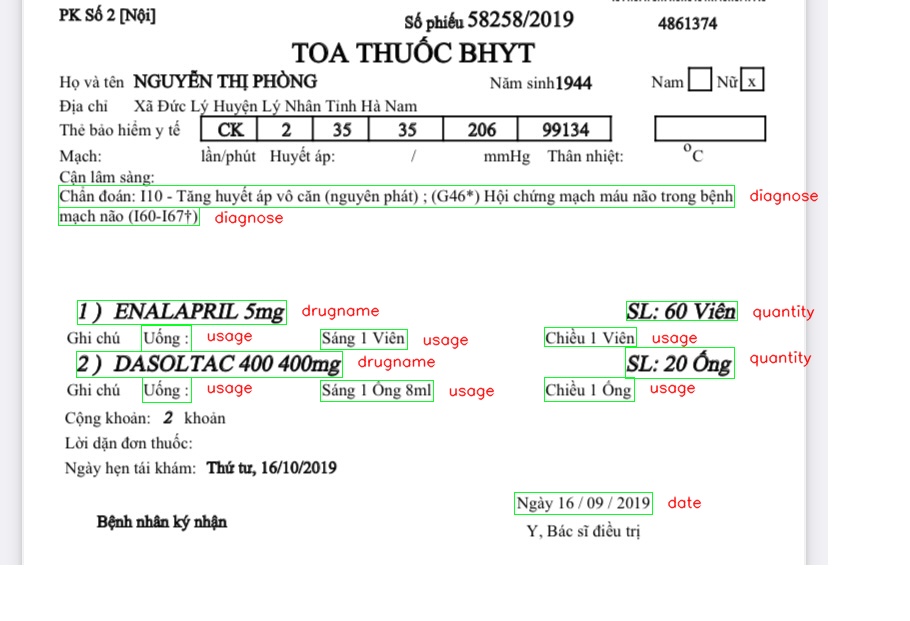 PK Số 2 [Nội]
Số phiếu 58258/2019
4861374
TOA THUỐC BHYT
Họ và tên NGUYỄN THỊ PHÒNG Năm sinh 1944 Nam Nữ x
Địa chỉ Xã Đức Lý Huyện Lý Nhân Tỉnh Hà Nam
Thẻ bảo hiểm y tế CK 2 35 35 206 99134
Mạch: lần/phút Huyết áp: / mmHg Thân nhiệt: ºC
Cận lâm sàng:
Chẩn đoán: I10 - Tăng huyết áp vô căn (nguyên phát) ; (G46*) Hội chứng mạch máu não trong bệnh diagnose
mạch não (I60-I67†) diagnose
1 ) ENALAPRIL 5mg drugname SL: 60 Viên quantity
Ghi chú Uống : usage Sáng 1 Viên usage Chiều 1 Viên usage
2 ) DASOLTAC 400 400mg drugname SL: 20 Ống quantity
Ghi chú Uống : usage Sáng 1 Ống 8ml usage Chiều 1 Ống usage
Cộng khoản: 2 khoản
Lời dặn đơn thuốc:
Ngày hẹn tái khám: Thứ tư, 16/10/2019
Ngày 16 / 09 / 2019 date
Bệnh nhân ký nhận
Y, Bác sĩ điều trị